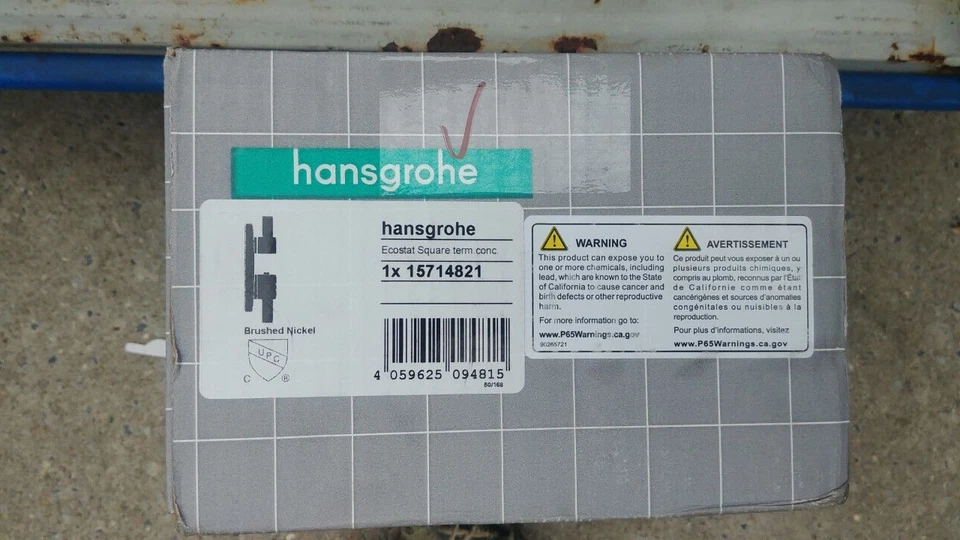 hansgrohe
hansgrohe
Ecostat Square term conc.
1x 15714821
Brushed Nickel
UPC
C ®
4 059625 094815
50/168
WARNING
This product can expose you to
one or more chemicals, including
lead, which are known to the State
of California to cause cancer and
birth defects or other reproductive
harm.
For more information go to:
www.P65Warnings.ca.gov
90265721
AVERTISSEMENT
Ce produit peut vous exposer à un ou
plusieurs produits chimiques, y
compris au plomb, reconnus par l'État
de Californie comme étant
cancérigènes et sources d'anomalies
congénitales ou nuisibles à la
reproduction.
Pour plus d'informations, visitez
www.P65Warnings.ca.gov